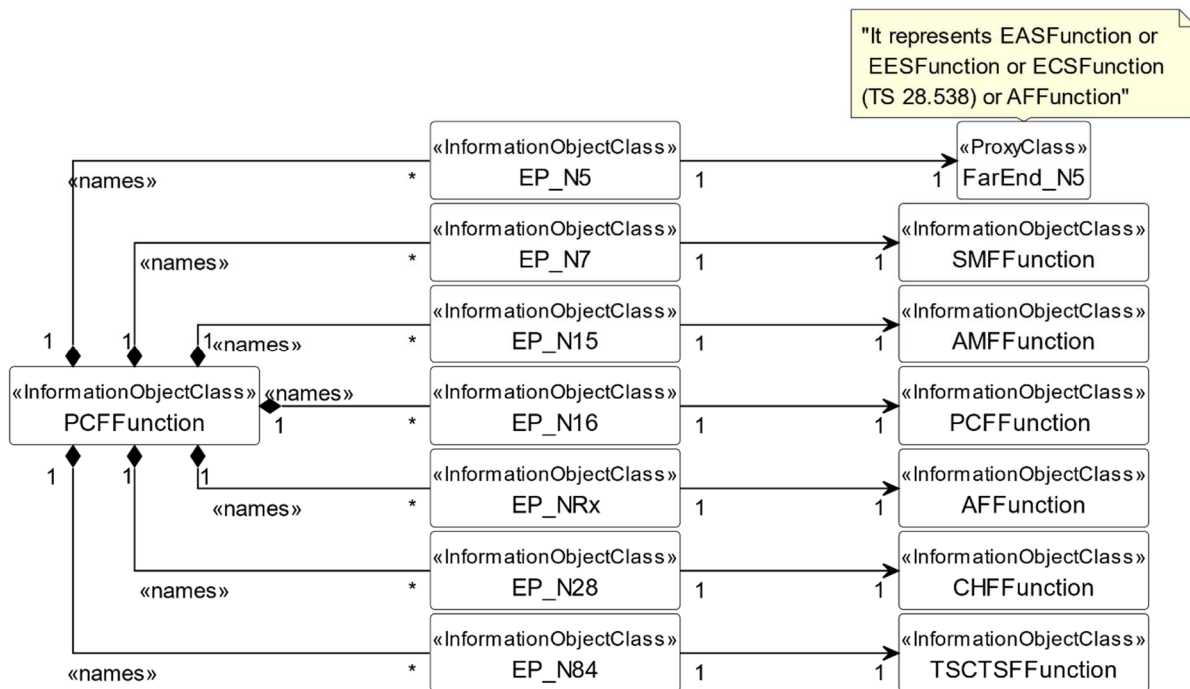 "It represents EASFunction or
EESFunction or ECSFunction
(TS 28.538) or AFFunction"
«InformationObjectClass»
EP_N5
«ProxyClass»
FarEnd_N5
«names»
*
1
1
«InformationObjectClass»
EP_N7
«InformationObjectClass»
SMFFunction
«names»
*
1
1
«InformationObjectClass»
EP_N15
«InformationObjectClass»
AMFFunction
1
1
1
«names»
*
1
1
«InformationObjectClass»
PCFFunction
«names»
1
*
«InformationObjectClass»
EP_N16
1
1
«InformationObjectClass»
PCFFunction
1
1
1
«names»
*
«InformationObjectClass»
EP_NRx
1
1
«InformationObjectClass»
AFFunction
«names»
*
«InformationObjectClass»
EP_N28
1
1
«InformationObjectClass»
CHFFunction
«names»
*
«InformationObjectClass»
EP_N84
1
1
«InformationObjectClass»
TSCTSFFunction